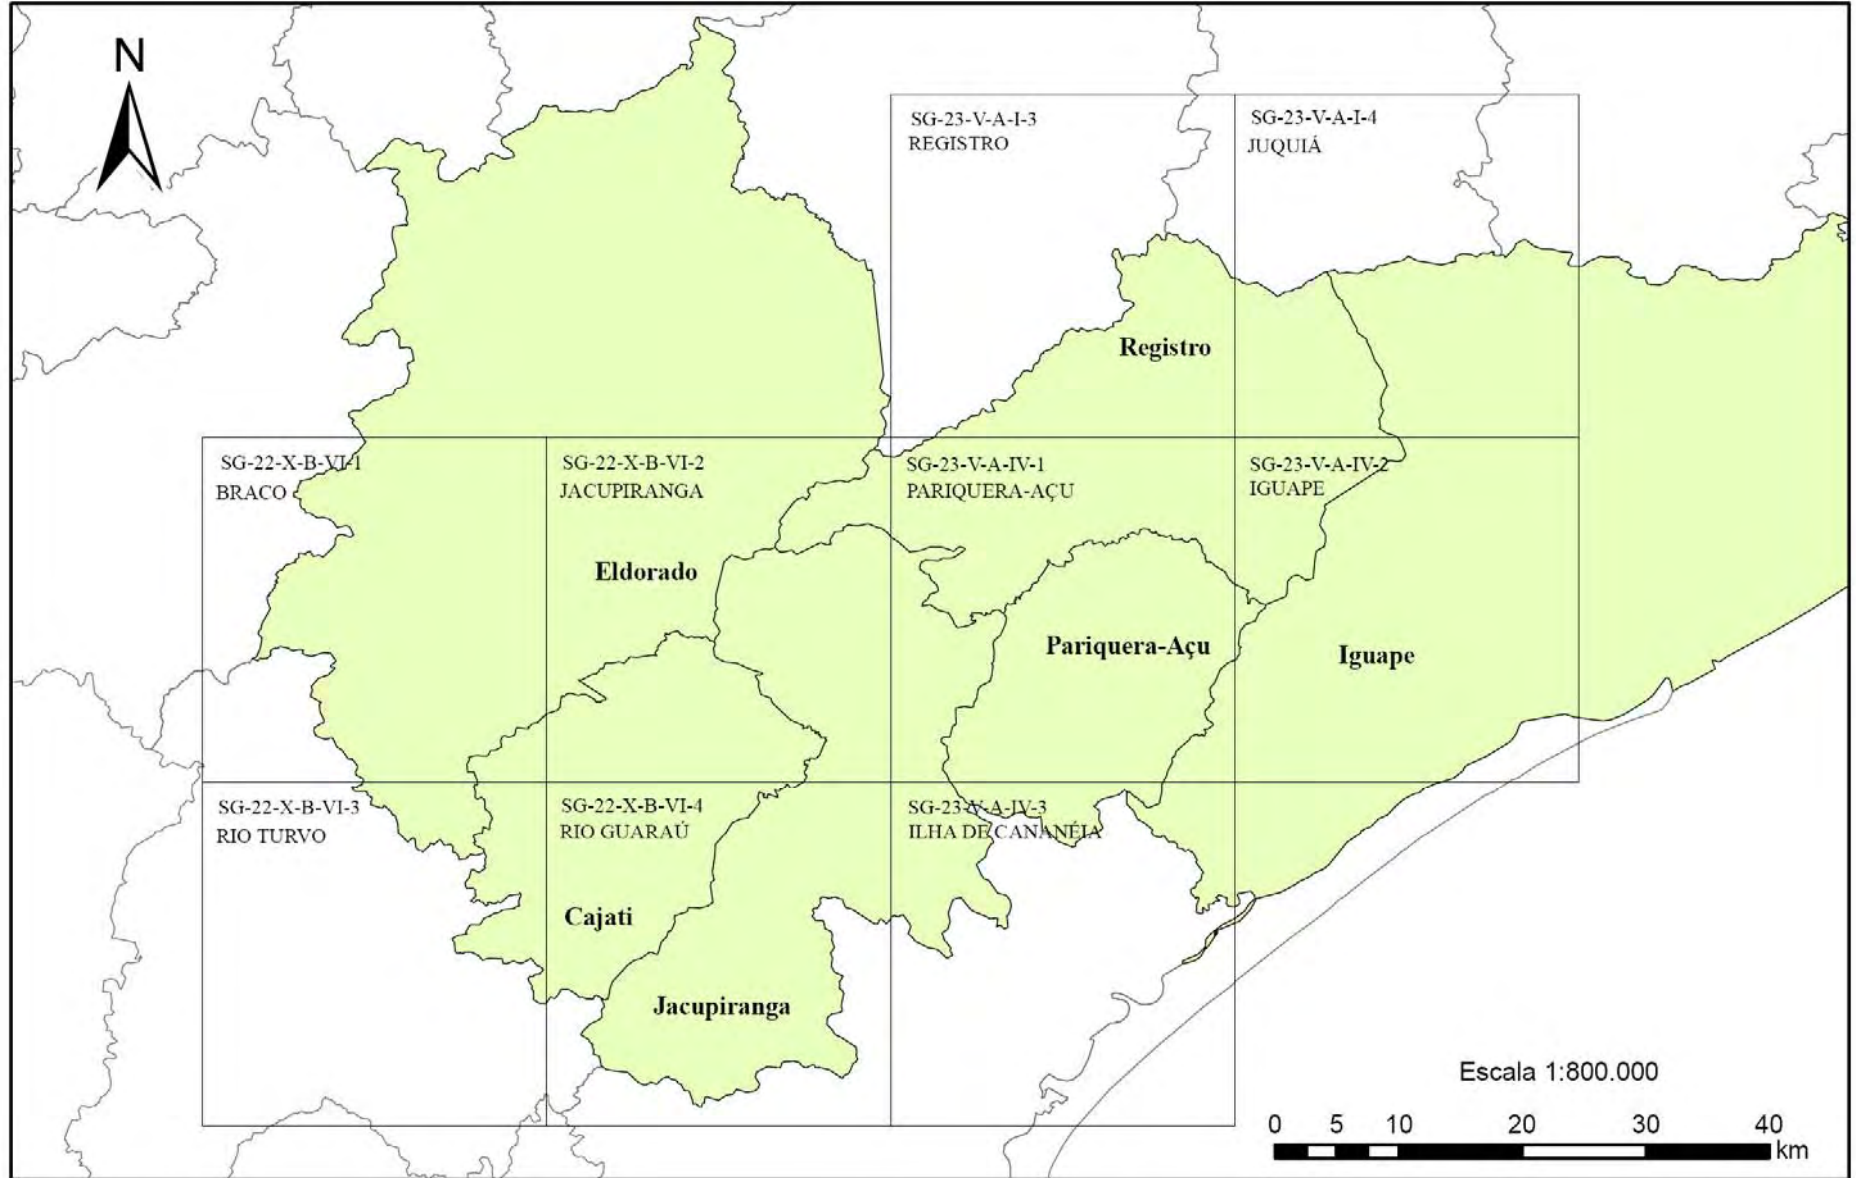 N
SG-23-V-A-I-3
REGISTRO
SG-23-V-A-I-4
JUQUIÁ
Registro
SG-22-X-B-VI-1
BRACO
SG-22-X-B-VI-2
JACUPIRANGA
SG-23-V-A-IV-1
PARIQUERA-AÇU
SG-23-V-A-IV-2
IGUAPE
Eldorado
Pariquera-Açu
Iguape
SG-22-X-B-VI-3
RIO TURVO
SG-22-X-B-VI-4
RIO GUARAÚ
SG-23-V-A-IV-3
ILHA DE CANANÉIA
Cajati
Jacupiranga
Escala 1:800.000
0 5 10 20 30 40
km